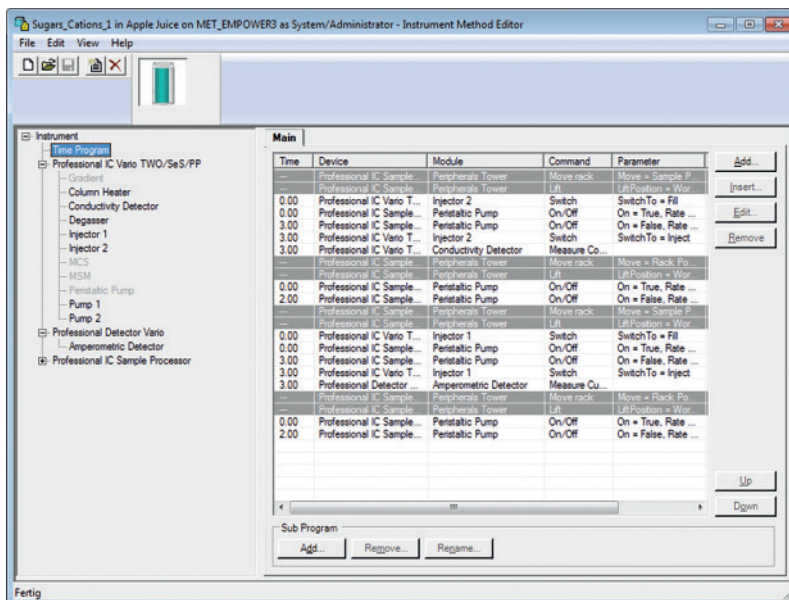 Sugars_Cations_1 in Apple Juice on MET_EMPOWER3 as System/Administrator - Instrument Method Editor
File Edit View Help
Instrument
Time Program
Professional IC Vario TWO/SeS/PP
Gradient
Column Heater
Conductivity Detector
Degasser
Injector 1
Injector 2
MCS
MSM
Peristaltic Pump
Pump 1
Pump 2
Professional Detector Vario
Amperometric Detector
Professional IC Sample Processor
Main
Time Device Module Command Parameter
--- Professional IC Sample... Peripherals Tower Move rack Move = Sample P...
--- Professional IC Sample... Peripherals Tower Lift LiftPosition = Wor...
0.00 Professional IC Vario T... Injector 2 Switch SwitchTo = Fill
0.00 Professional IC Sample... Peristaltic Pump On/Off On = True, Rate ...
3.00 Professional IC Sample... Peristaltic Pump On/Off On = False, Rate ...
3.00 Professional IC Vario T... Injector 2 Switch SwitchTo = Inject
3.00 Professional IC Vario T... Conductivity Detector Measure Co...
--- Professional IC Sample... Peripherals Tower Move rack Move = Rack Po...
--- Professional IC Sample... Peripherals Tower Lift LiftPosition = Wor...
0.00 Professional IC Sample... Peristaltic Pump On/Off On = True, Rate ...
2.00 Professional IC Sample... Peristaltic Pump On/Off On = False, Rate ...
--- Professional IC Sample... Peripherals Tower Move rack Move = Sample P...
--- Professional IC Sample... Peripherals Tower Lift LiftPosition = Wor...
0.00 Professional IC Vario T... Injector 1 Switch SwitchTo = Fill
0.00 Professional IC Sample... Peristaltic Pump On/Off On = True, Rate ...
3.00 Professional IC Sample... Peristaltic Pump On/Off On = False, Rate ...
3.00 Professional IC Vario T... Injector 1 Switch SwitchTo = Inject
3.00 Professional Detector ... Amperometric Detector Measure Cu...
--- Professional IC Sample... Peripherals Tower Move rack Move = Rack Po...
--- Professional IC Sample... Peripherals Tower Lift LiftPosition = Wor...
0.00 Professional IC Sample... Peristaltic Pump On/Off On = True, Rate ...
2.00 Professional IC Sample... Peristaltic Pump On/Off On = False, Rate ...
Add...
Insert...
Edit...
Remove
Up
Down
Sub Program
Add... Remove... Rename...
Fertig